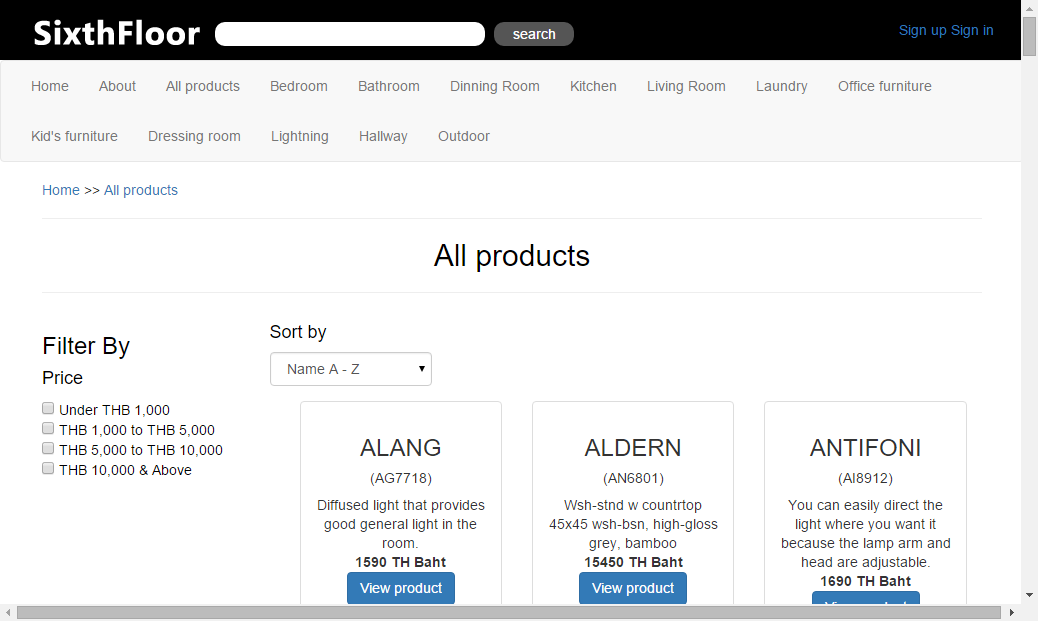 SixthFloor search Sign up Sign in
Home About All products Bedroom Bathroom Dinning Room Kitchen Living Room Laundry Office furniture
Kid's furniture Dressing room Lightning Hallway Outdoor
Home >> All products
All products
Filter By
Price
Under THB 1,000
THB 1,000 to THB 5,000
THB 5,000 to THB 10,000
THB 10,000 & Above
Sort by
Name A - Z
ALANG
(AG7718)
Diffused light that provides
good general light in the
room.
1590 TH Baht
View product
ALDERN
(AN6801)
Wsh-stnd w countrtop
45x45 wsh-bsn, high-gloss
grey, bamboo
15450 TH Baht
View product
ANTIFONI
(AI8912)
You can easily direct the
light where you want it
because the lamp arm and
head are adjustable.
1690 TH Baht
View product